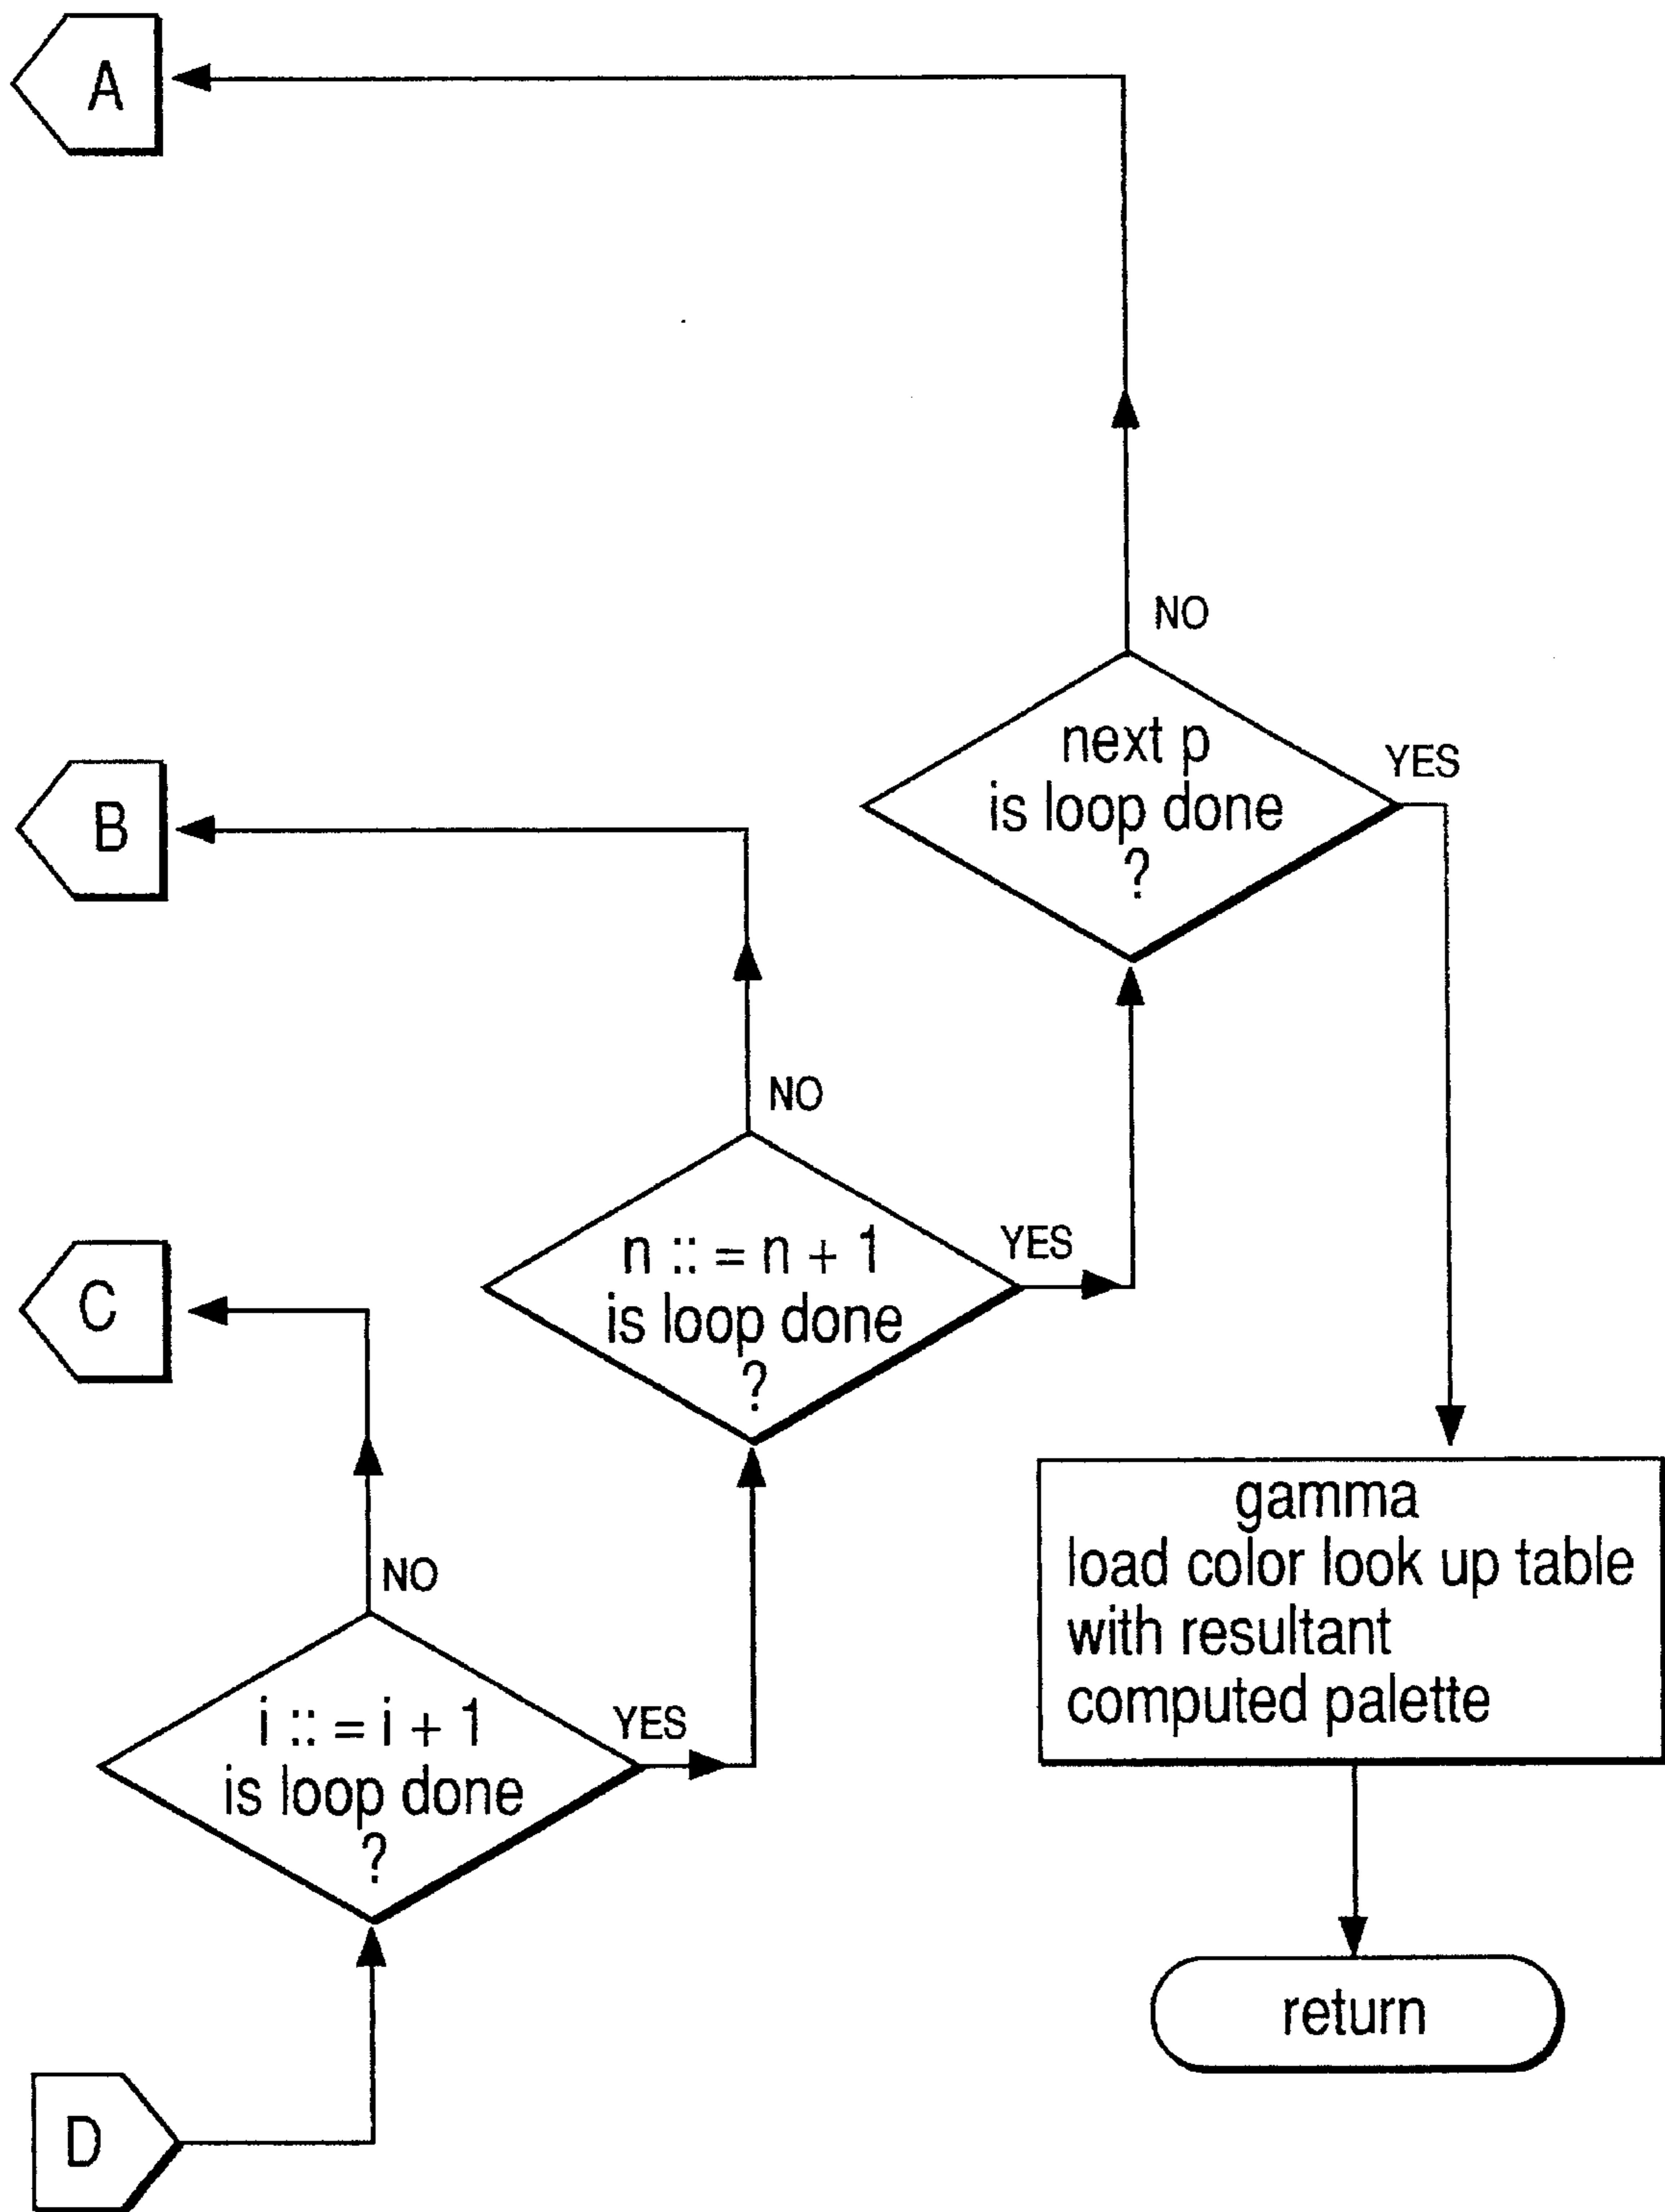 A
NO
next p
is loop done
?
YES
B
NO
n :: = n + 1
is loop done
?
YES
C
NO
i :: = i + 1
is loop done
?
YES
gamma
load color look up table
with resultant
computed palette
return
D